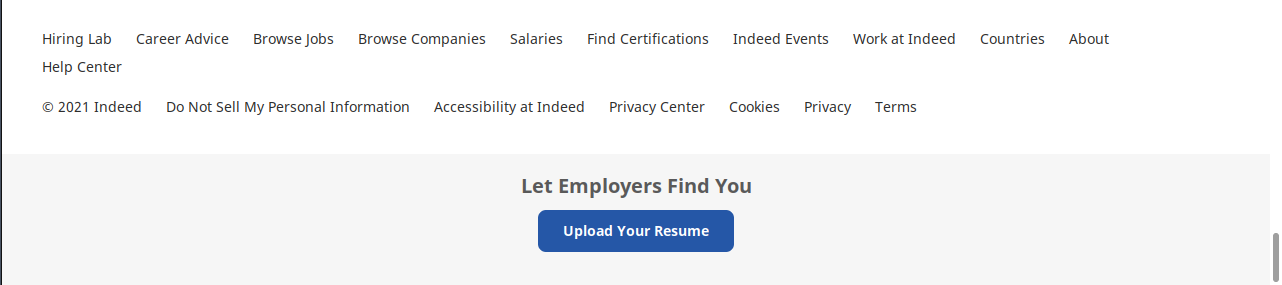 Hiring Lab Career Advice Browse Jobs Browse Companies Salaries Find Certifications Indeed Events Work at Indeed Countries About
Help Center
© 2021 Indeed Do Not Sell My Personal Information Accessibility at Indeed Privacy Center Cookies Privacy Terms
Let Employers Find You
Upload Your Resume